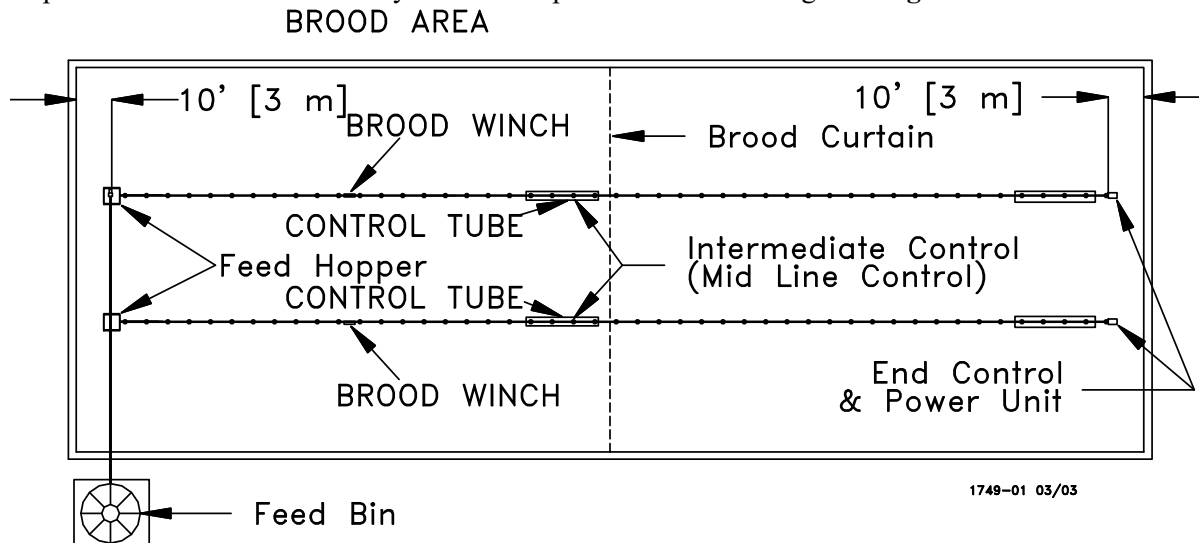 BROOD AREA
10' [3 m]
10' [3 m]
BROOD WINCH
Brood Curtain
CONTROL TUBE
Intermediate Control
(Mid Line Control)
Feed Hopper
CONTROL TUBE
End Control
& Power Unit
BROOD WINCH
1749-01 03/03
Feed Bin